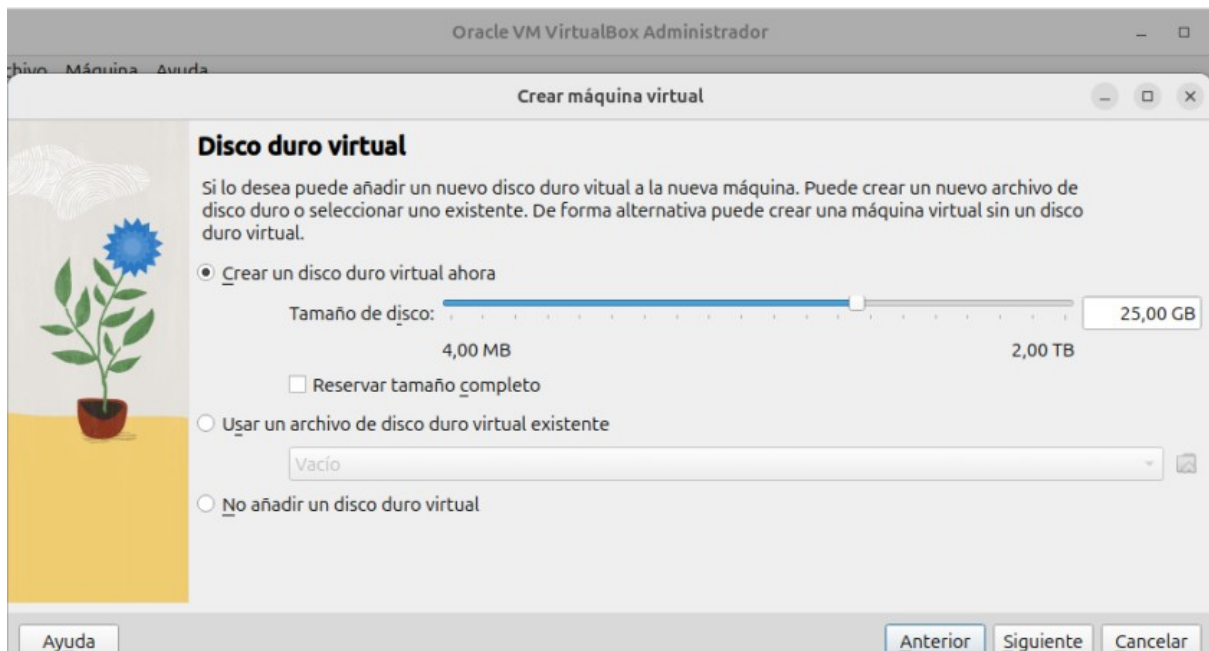 Oracle VM VirtualBox Administrador
chivo Máquina Ayuda
Crear máquina virtual
Disco duro virtual
Si lo desea puede añadir un nuevo disco duro vitual a la nueva máquina. Puede crear un nuevo archivo de
disco duro o seleccionar uno existente. De forma alternativa puede crear una máquina virtual sin un disco
duro virtual.
Crear un disco duro virtual ahora
Tamaño de disco: 25,00 GB
4,00 MB 2,00 TB
Reservar tamaño completo
Usar un archivo de disco duro virtual existente
Vacío
No añadir un disco duro virtual
Ayuda Anterior Siguiente Cancelar